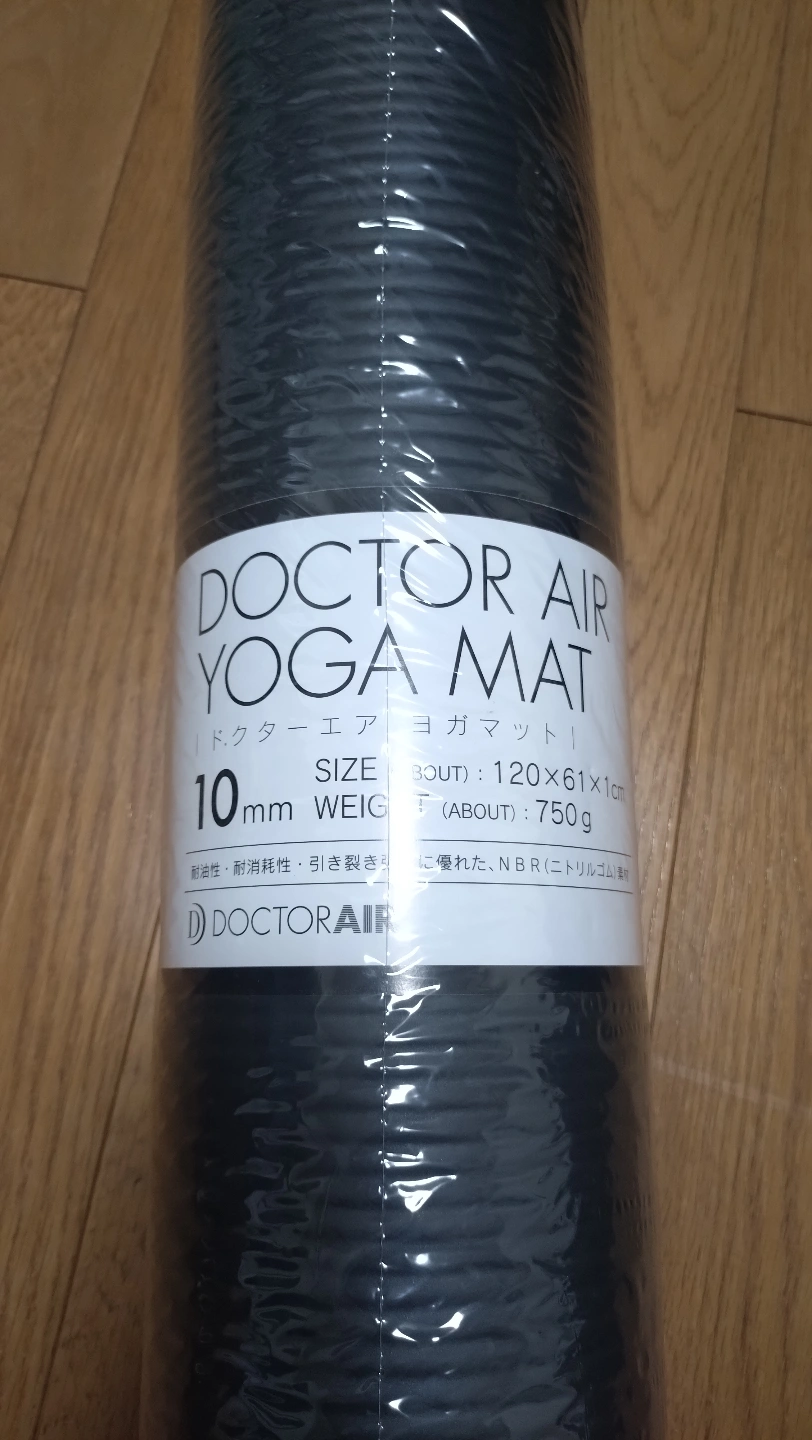 DOCTOR AIR
YOGA MAT
| ドクターエア ヨガマット |
10mm
SIZE : 120×61×1cm
(ABOUT) : 750g
耐油性・耐消耗性・引き裂き に優れた、NBR(ニトリルゴム)素材
DOCTORAIR